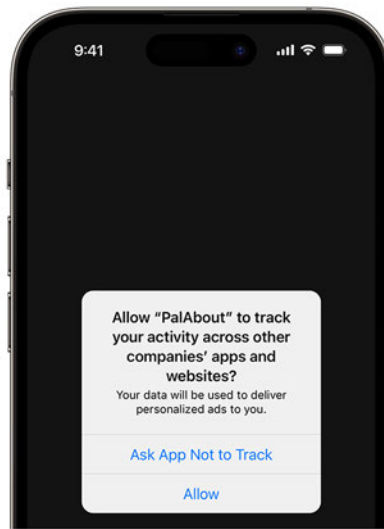 9:41
Allow “PalAbout” to track
your activity across other
companies’ apps and
websites?
Your data will be used to deliver
personalized ads to you.
Ask App Not to Track
Allow